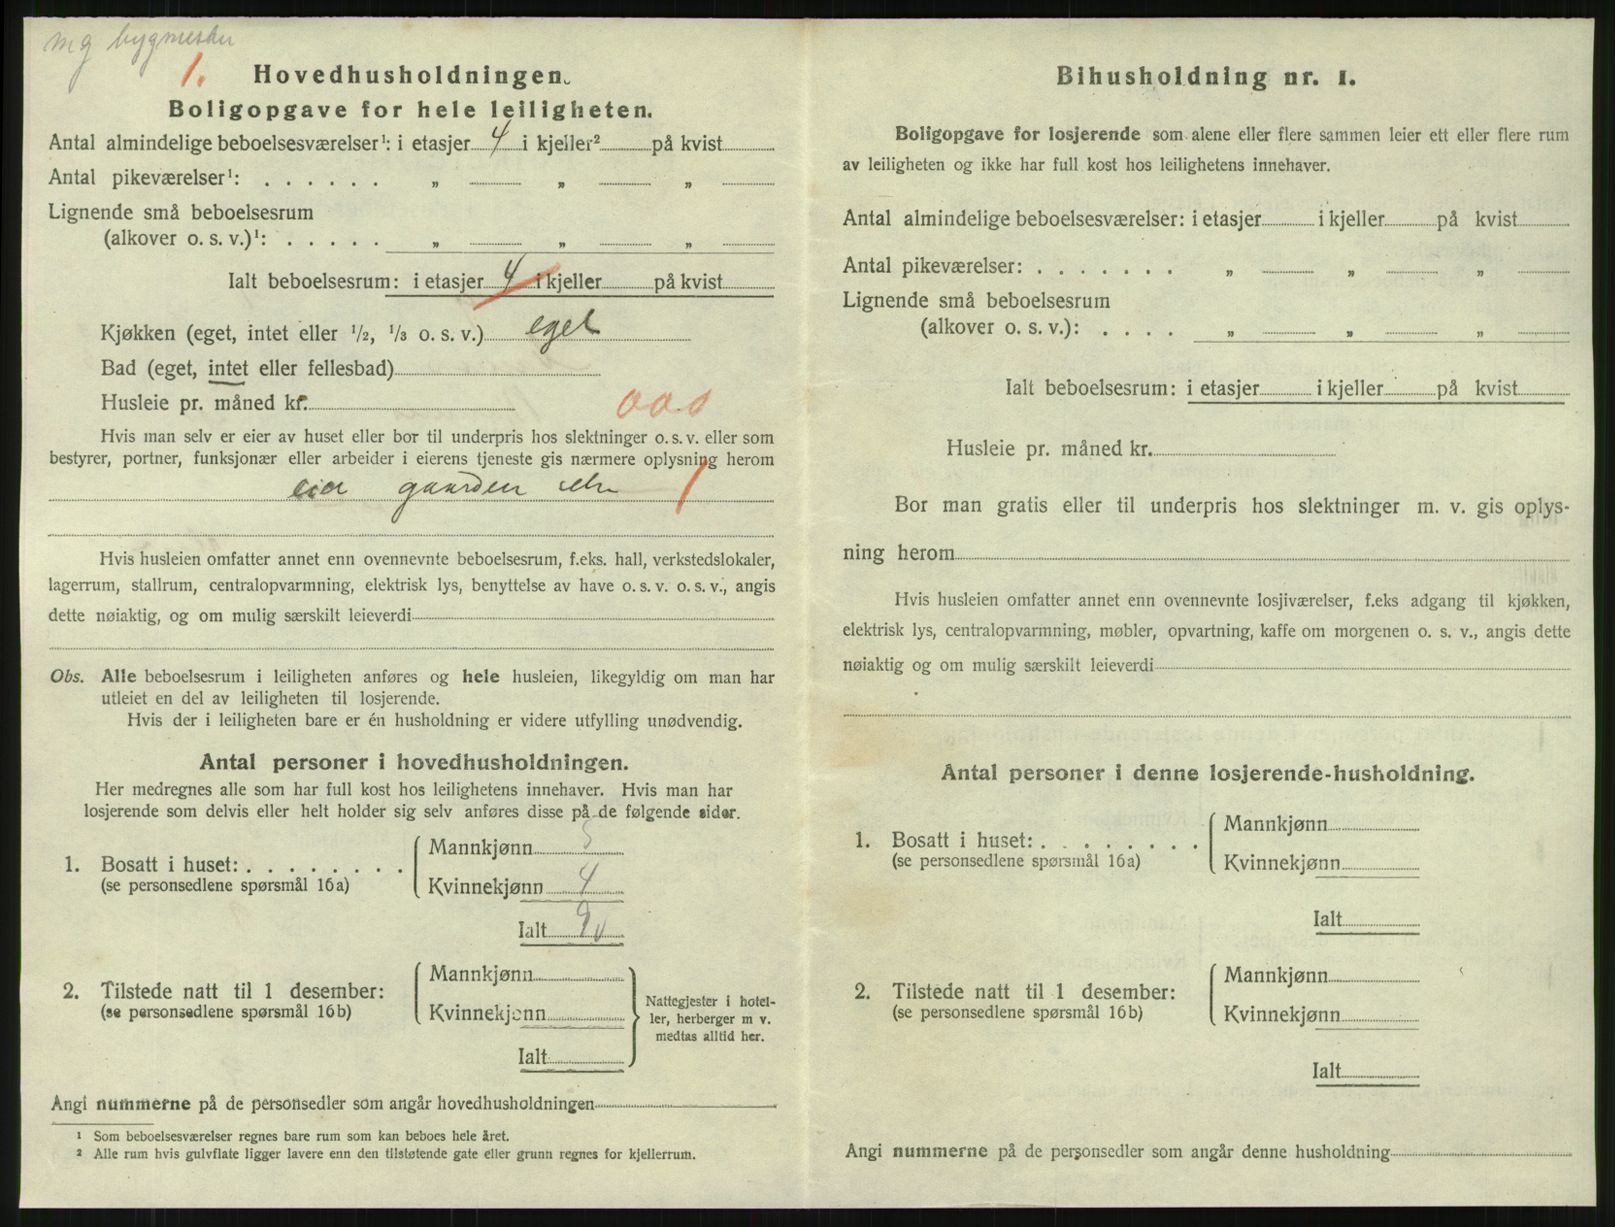 mg bygmester
1.
Hovedhusholdningen.
Boligopgave for hele leiligheten.
Antal almindelige beboelsesværelser¹: i etasjer 4 i kjeller² på kvist
Antal pikeværelser¹: . . . . . . „ „ „
Lignende små beboelsesrum
(alkover o. s. v.)¹: . . . . . „ „ „
Ialt beboelsesrum: i etasjer 4 i kjeller på kvist
Kjøkken (eget, intet eller 1/2, 1/3 o. s. v.) eget
Bad (eget, intet eller fellesbad)
Husleie pr. måned kr. 000
Hvis man selv er eier av huset eller bor til underpris hos slektninger o. s. v. eller som
bestyrer, portner, funksjonær eller arbeider i eierens tjeneste gis nærmere oplysning herom
eier gaarden selv 1
Hvis husleien omfatter annet enn ovennevnte beboelsesrum, f.eks. hall, verkstedslokaler,
lagerrum, stallrum, centralopvarmning, elektrisk lys, benyttelse av have o. s. v. o. s. v., angis
dette nøiaktig, og om mulig særskilt leieverdi
Obs. Alle beboelsesrum i leiligheten anføres og hele husleien, likegyldig om man har
utleiet en del av leiligheten til losjerende.
Hvis der i leiligheten bare er én husholdning er videre utfylling unødvendig.
Antal personer i hovedhusholdningen.
Her medregnes alle som har full kost hos leilighetens innehaver. Hvis man har
losjerende som delvis eller helt holder sig selv anføres disse på de følgende sider.
1. Bosatt i huset: . . . . . . . .
(se personsedlene spørsmål 16a)
Mannkjønn 5
Kvinnekjønn 4
Ialt 9 v
2. Tilstede natt til 1 desember:
(se personsedlene spørsmål 16b)
Mannkjønn
Kvinnekjønn
Ialt
Nattegjester i hotel-
ler, herberger m v.
medtas alltid her.
Angi nummerne på de personsedler som angår hovedhusholdningen
¹ Som beboelsesværelser regnes bare rum som kan beboes hele året.
² Alle rum hvis gulvflate ligger lavere enn den tilstøtende gate eller grunn regnes for kjellerrum.
Bihusholdning nr. 1.
Boligopgave for losjerende som alene eller flere sammen leier ett eller flere rum
av leiligheten og ikke har full kost hos leilighetens innehaver.
Antal almindelige beboelsesværelser: i etasjer i kjeller på kvist
Antal pikeværelser: . . . . . . . „ „ „
Lignende små beboelsesrum
(alkover o. s. v.): . . . . „ „ „
Ialt beboelsesrum: i etasjer i kjeller på kvist
Husleie pr. måned kr.
Bor man gratis eller til underpris hos slektninger m. v. gis oplys-
ning herom
Hvis husleien omfatter annet enn ovennevnte losjiværelser, f.eks adgang til kjøkken,
elektrisk lys, centralopvarmning, møbler, opvartning, kaffe om morgenen o. s. v., angis dette
nøiaktig og om mulig særskilt leieverdi
Antal personer i denne losjerende-husholdning.
1. Bosatt i huset: . . . . . . . .
(se personsedlene spørsmål 16a)
Mannkjønn
Kvinnekjønn
Ialt
2. Tilstede natt til 1 desember:
(se personsedlene spørsmål 16b)
Mannkjønn
Kvinnekjønn
Ialt
Angi nummerne på de personsedler som angår denne husholdning